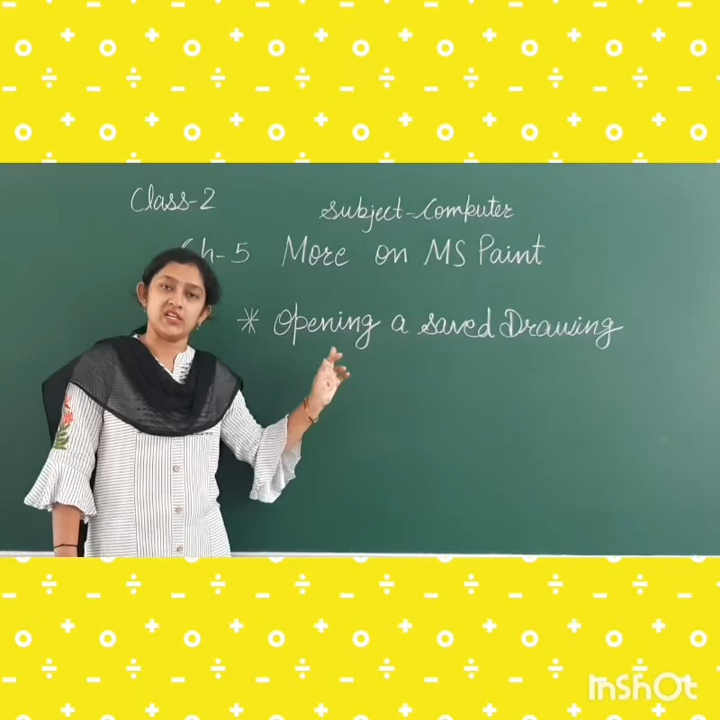 Class-2
Subject-Computer
Ch-5 More on MS Paint
* Opening a saved Drawing
InShOt